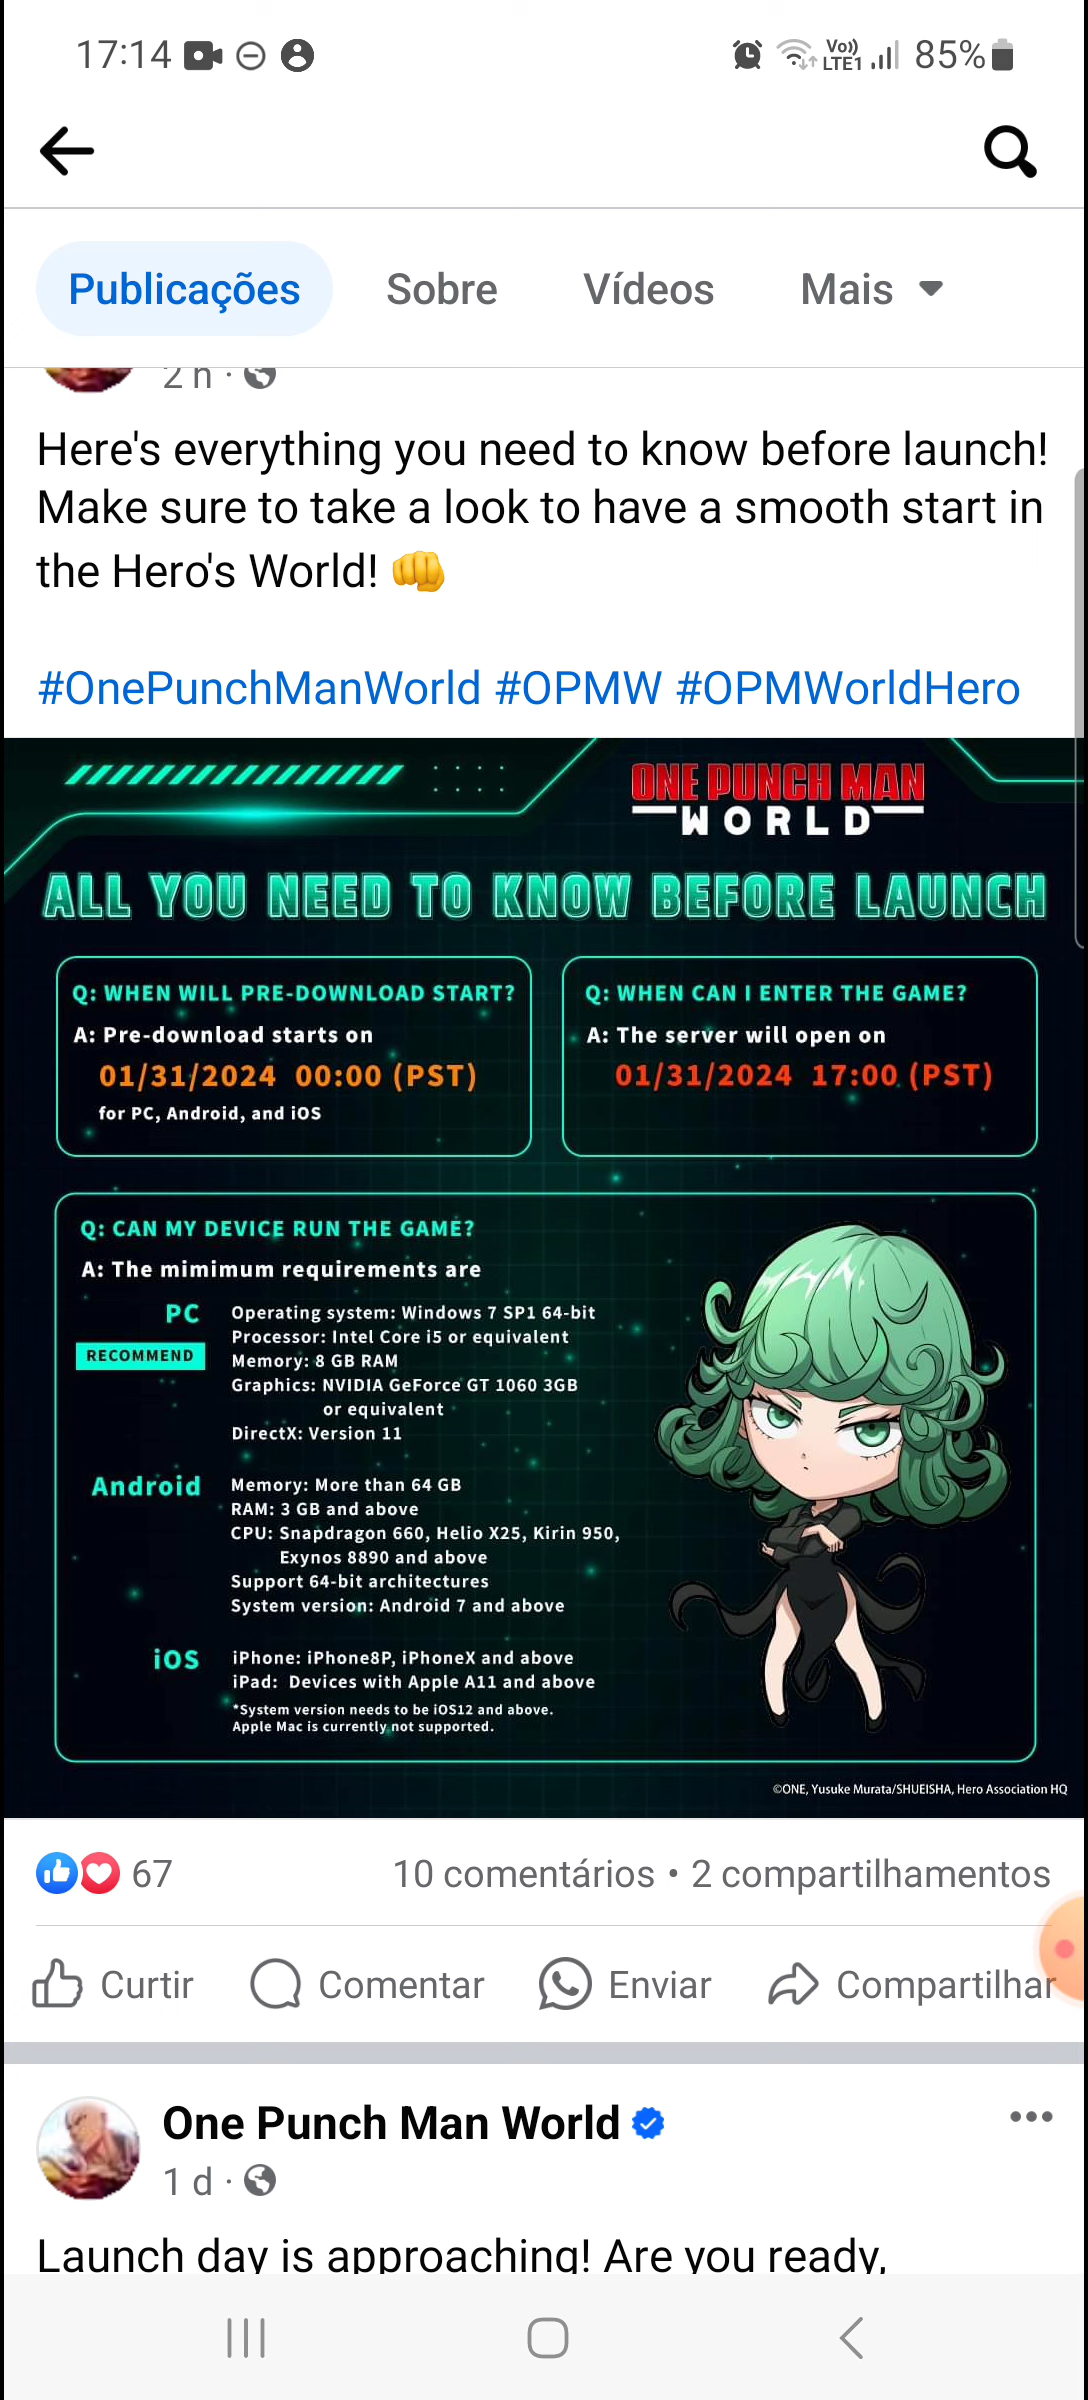 17:14
Vo)) LTE1 85%
Publicações Sobre Vídeos Mais
2 h ·
Here's everything you need to know before launch!
Make sure to take a look to have a smooth start in
the Hero's World! 👊
#OnePunchManWorld #OPMW #OPMWorldHero
ONE PUNCH MAN
WORLD
ALL YOU NEED TO KNOW BEFORE LAUNCH
Q: WHEN WILL PRE-DOWNLOAD START?
A: Pre-download starts on
01/31/2024 00:00 (PST)
for PC, Android, and iOS
Q: WHEN CAN I ENTER THE GAME?
A: The server will open on
01/31/2024 17:00 (PST)
Q: CAN MY DEVICE RUN THE GAME?
A: The mimimum requirements are
PC
RECOMMEND
Operating system: Windows 7 SP1 64-bit
Processor: Intel Core i5 or equivalent
Memory: 8 GB RAM
Graphics: NVIDIA GeForce GT 1060 3GB
or equivalent
DirectX: Version 11
Android
Memory: More than 64 GB
RAM: 3 GB and above
CPU: Snapdragon 660, Helio X25, Kirin 950,
Exynos 8890 and above
Support 64-bit architectures
System version: Android 7 and above
iOS
iPhone: iPhone8P, iPhoneX and above
iPad: Devices with Apple A11 and above
*System version needs to be iOS12 and above.
Apple Mac is currently not supported.
©ONE, Yusuke Murata/SHUEISHA, Hero Association HQ
67 10 comentários • 2 compartilhamentos
Curtir Comentar Enviar Compartilhar
One Punch Man World
1 d ·
Launch day is approaching! Are you ready,